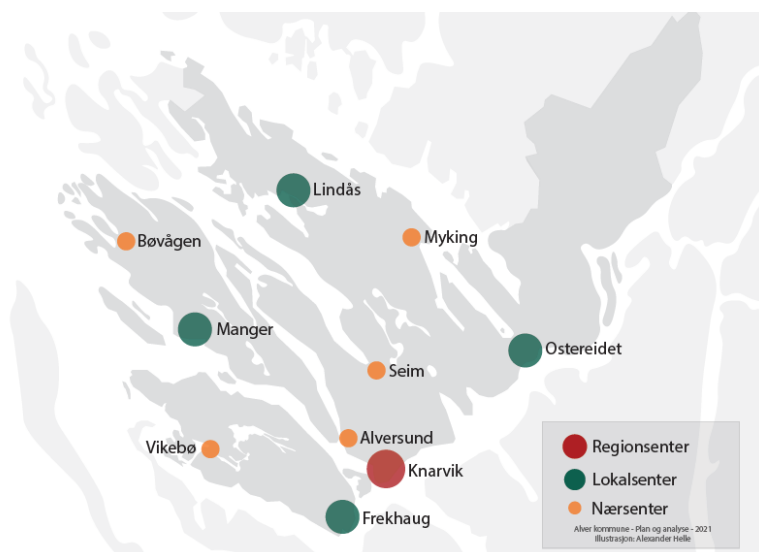 Lindås
Myking
Bøvågen
Manger
Ostereidet
Seim
Alversund
Vikebø
Knarvik
Frekhaug
Regionsenter
Lokalsenter
Nærsenter
Alver kommune - Plan og analyse - 2021
Illustrasjon: Alexander Helle